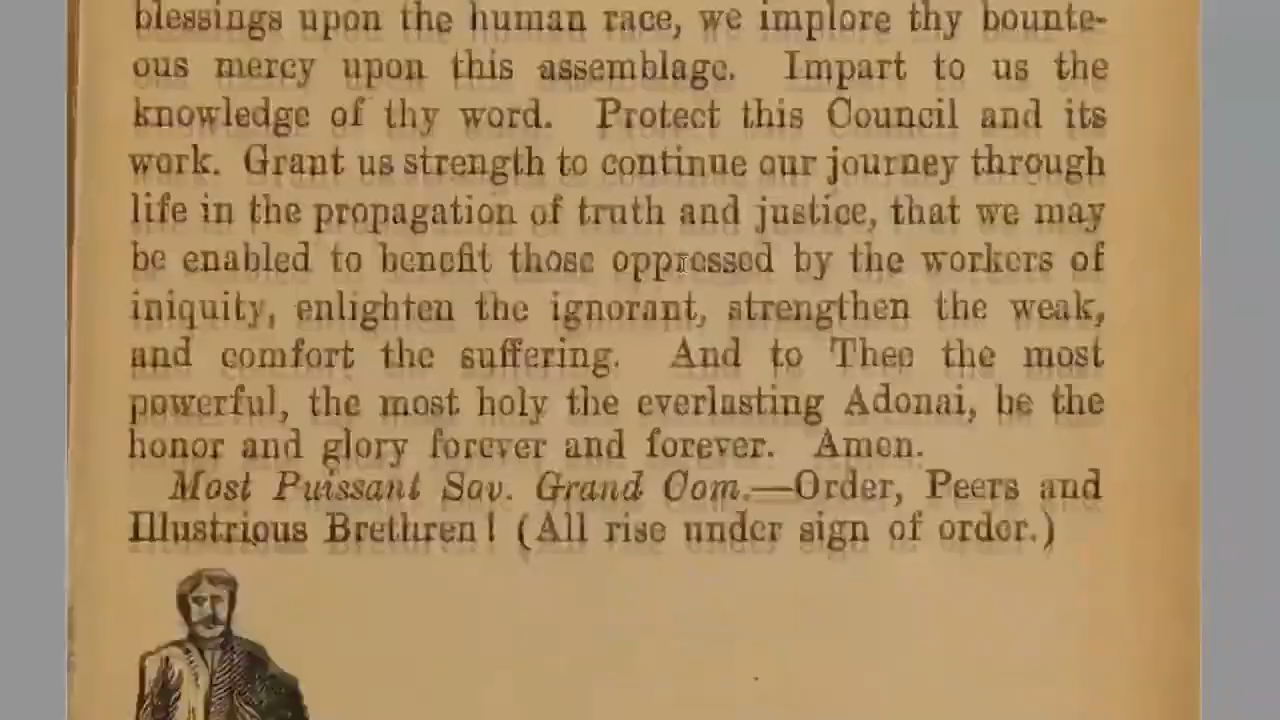 blessings upon the human race, we implore thy bounte-
ous mercy upon this assemblage. Impart to us the
knowledge of thy word. Protect this Council and its
work. Grant us strength to continue our journey through
life in the propagation of truth and justice, that we may
be enabled to benefit those oppressed by the workers of
iniquity, enlighten the ignorant, strengthen the weak,
and comfort the suffering. And to Thee the most
powerful, the most holy the everlasting Adonai, be the
honor and glory forever and forever. Amen.
Most Puissant Sov. Grand Com.—Order, Peers and
Illustrious Brethren! (All rise under sign of order.)